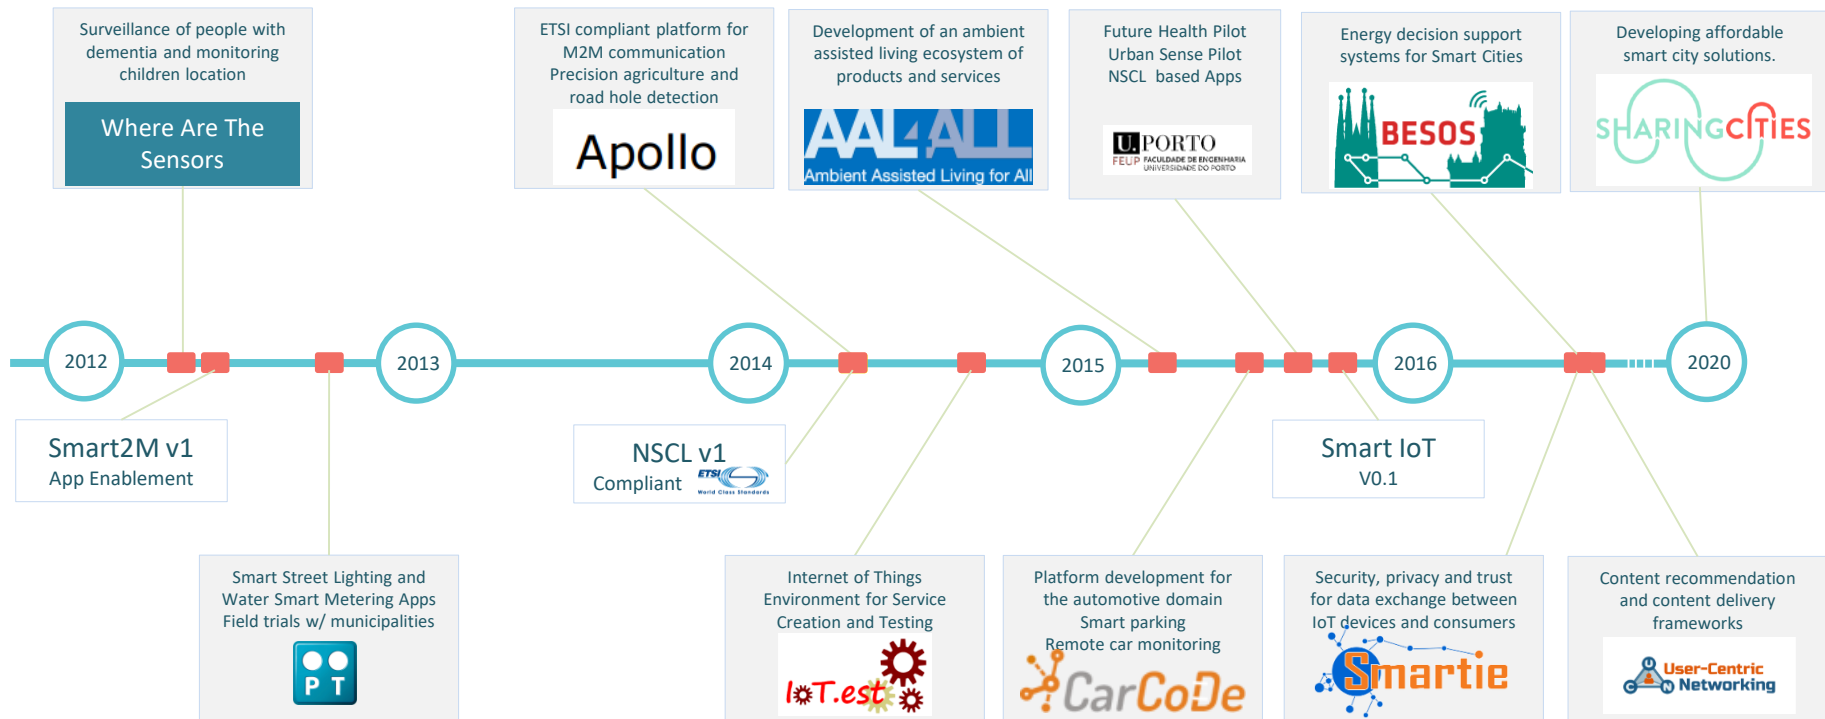 Surveillance of people with
dementia and monitoring
children location
Where Are The
Sensors
ETSI compliant platform for
M2M communication
Precision agriculture and
road hole detection
Apollo
Development of an ambient
assisted living ecosystem of
products and services
AAL4ALL
Ambient Assisted Living for All
Future Health Pilot
Urban Sense Pilot
NSCL based Apps
U.PORTO
FEUP FACULDADE DE ENGENHARIA
UNIVERSIDADE DO PORTO
Energy decision support
systems for Smart Cities
BESOS
Developing affordable
smart city solutions.
SHARINGCITIES
2012
2013
2014
2015
2016
2020
Smart2M v1
App Enablement
NSCL v1
Compliant
ETSI
World Class Standards
Smart IoT
V0.1
Smart Street Lighting and
Water Smart Metering Apps
Field trials w/ municipalities
PT
Internet of Things
Environment for Service
Creation and Testing
IoT.est
Platform development for
the automotive domain
Smart parking
Remote car monitoring
CarCoDe
Security, privacy and trust
for data exchange between
IoT devices and consumers
Smartie
Content recommendation
and content delivery
frameworks
UCN
User-Centric
Networking